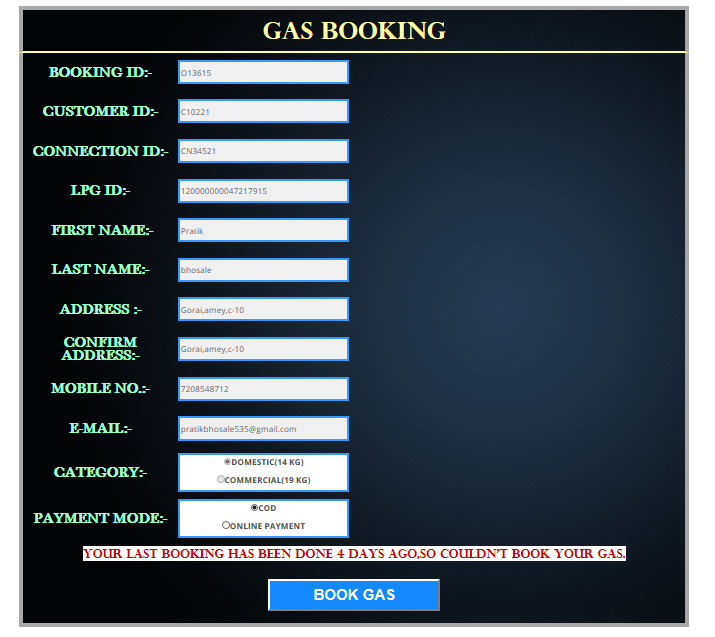 GAS BOOKING
BOOKING ID:- O13615
CUSTOMER ID:- C10221
CONNECTION ID:- CN34521
LPG ID:- 120000000047217915
FIRST NAME:- Pratik
LAST NAME:- bhosale
ADDRESS :- Gorai,amey,c-10
CONFIRM
ADDRESS:- Gorai,amey,c-10
MOBILE NO.:- 7208548712
E-MAIL:- pratikbhosale535@gmail.com
CATEGORY:- DOMESTIC(14 KG)
COMMERCIAL(19 KG)
PAYMENT MODE:- COD
ONLINE PAYMENT
YOUR LAST BOOKING HAS BEEN DONE 4 DAYS AGO,SO COULDN'T BOOK YOUR GAS.
BOOK GAS